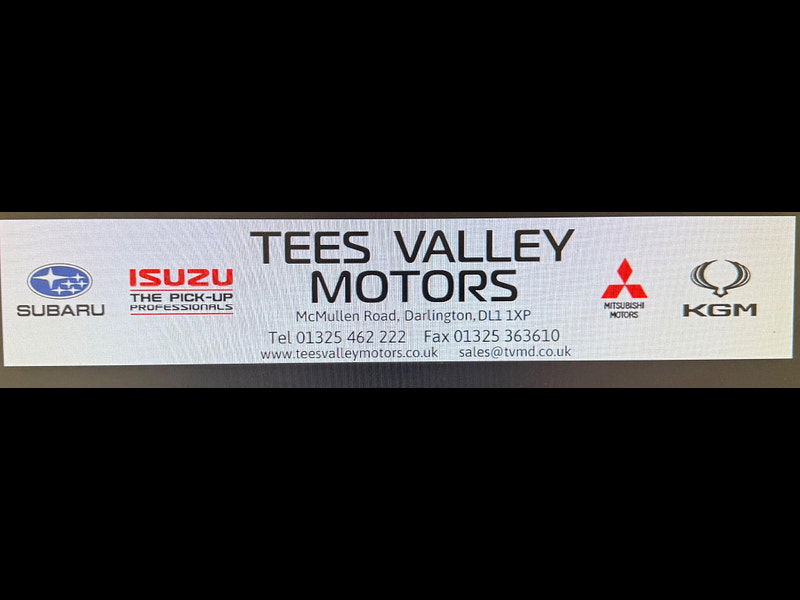 TEES VALLEY
MOTORS
McMullen Road, Darlington, DL1 1XP
Tel 01325 462 222 Fax 01325 363610
www.teesvalleymotors.co.uk sales@tvmd.co.uk
SUBARU
ISUZU
THE PICK-UP
PROFESSIONALS
MITSUBISHI
MOTORS
KGM